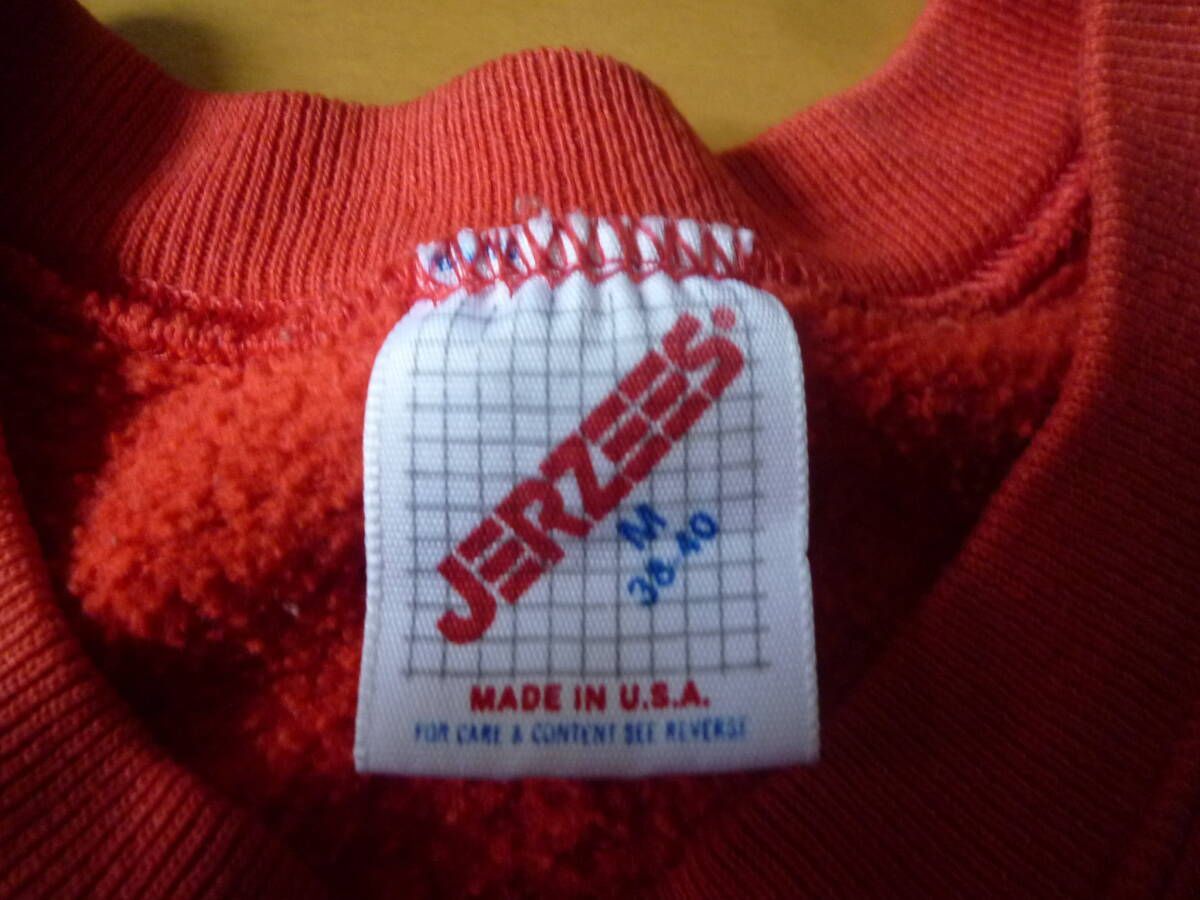 JERZEES
M
38-40
MADE IN U.S.A.
FOR CARE & CONTENT SEE REVERSE